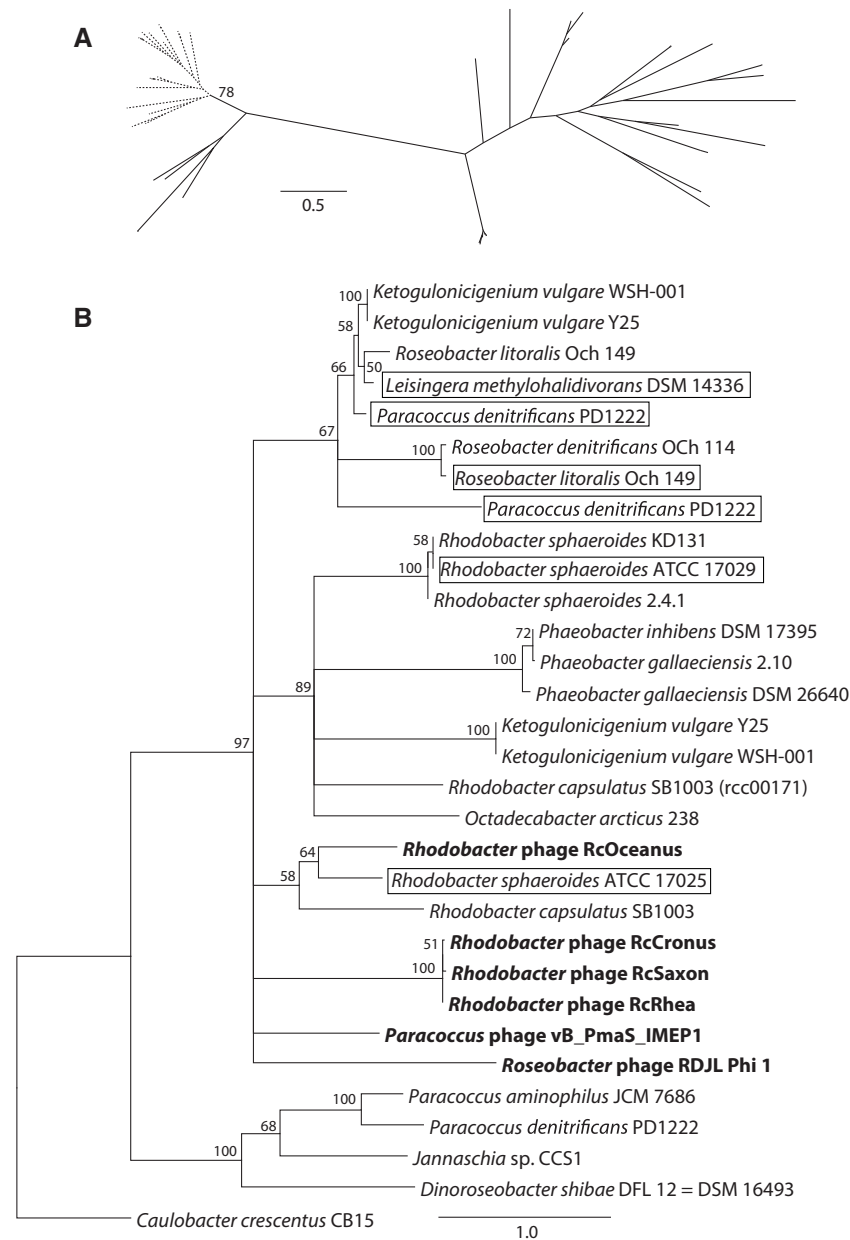 A
78
0.5
B
100
Ketogulonicigenium vulgare WSH-001
58
Ketogulonicigenium vulgare Y25
Roseobacter litoralis Och 149
66
50
Leisingera methylohalidivorans DSM 14336
Paracoccus denitrificans PD1222
67
100
Roseobacter denitrificans OCh 114
Roseobacter litoralis Och 149
Paracoccus denitrificans PD1222
58
Rhodobacter sphaeroides KD131
100
Rhodobacter sphaeroides ATCC 17029
Rhodobacter sphaeroides 2.4.1
72
Phaeobacter inhibens DSM 17395
100
Phaeobacter gallaeciensis 2.10
89
Phaeobacter gallaeciensis DSM 26640
100
Ketogulonicigenium vulgare Y25
97
Ketogulonicigenium vulgare WSH-001
Rhodobacter capsulatus SB1003 (rcc00171)
Octadecabacter arcticus 238
64
Rhodobacter phage RcOceanus
58
Rhodobacter sphaeroides ATCC 17025
Rhodobacter capsulatus SB1003
51
Rhodobacter phage RcCronus
100
Rhodobacter phage RcSaxon
Rhodobacter phage RcRhea
Paracoccus phage vB_PmaS_IMEP1
Roseobacter phage RDJL Phi 1
100
Paracoccus aminophilus JCM 7686
68
Paracoccus denitrificans PD1222
100
Jannaschia sp. CCS1
Dinoroseobacter shibae DFL 12 = DSM 16493
Caulobacter crescentus CB15
1.0